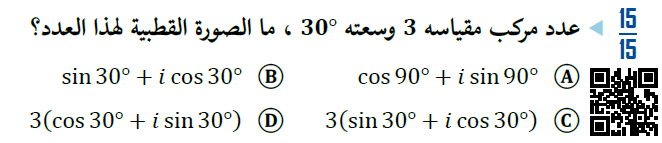 15/15 عدد مركب مقياسه 3 وسعته 30° ، ما الصورة القطبية لهذا العدد؟
A cos 90° + i sin 90° B sin 30° + i cos 30°
C 3(sin 30° + i cos 30°) D 3(cos 30° + i sin 30°)